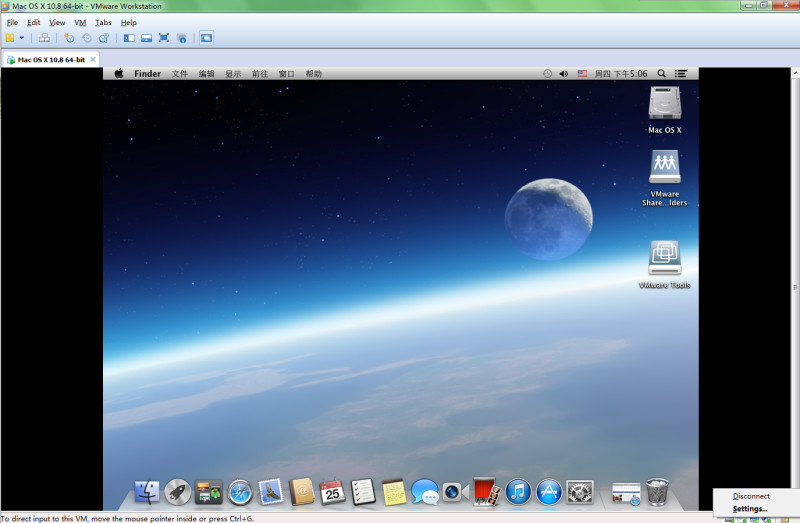 Mac OS X 10.8 64-bit - VMware Workstation
File Edit View VM Tabs Help
Mac OS X 10.8 64-bit
Finder 文件 编辑 显示 前往 窗口 帮助 周四 下午5:06
Mac OS X
VMware
Share...lders
VMware Tools
25
Disconnect
Settings...
To direct input to this VM, move the mouse pointer inside or press Ctrl+G.